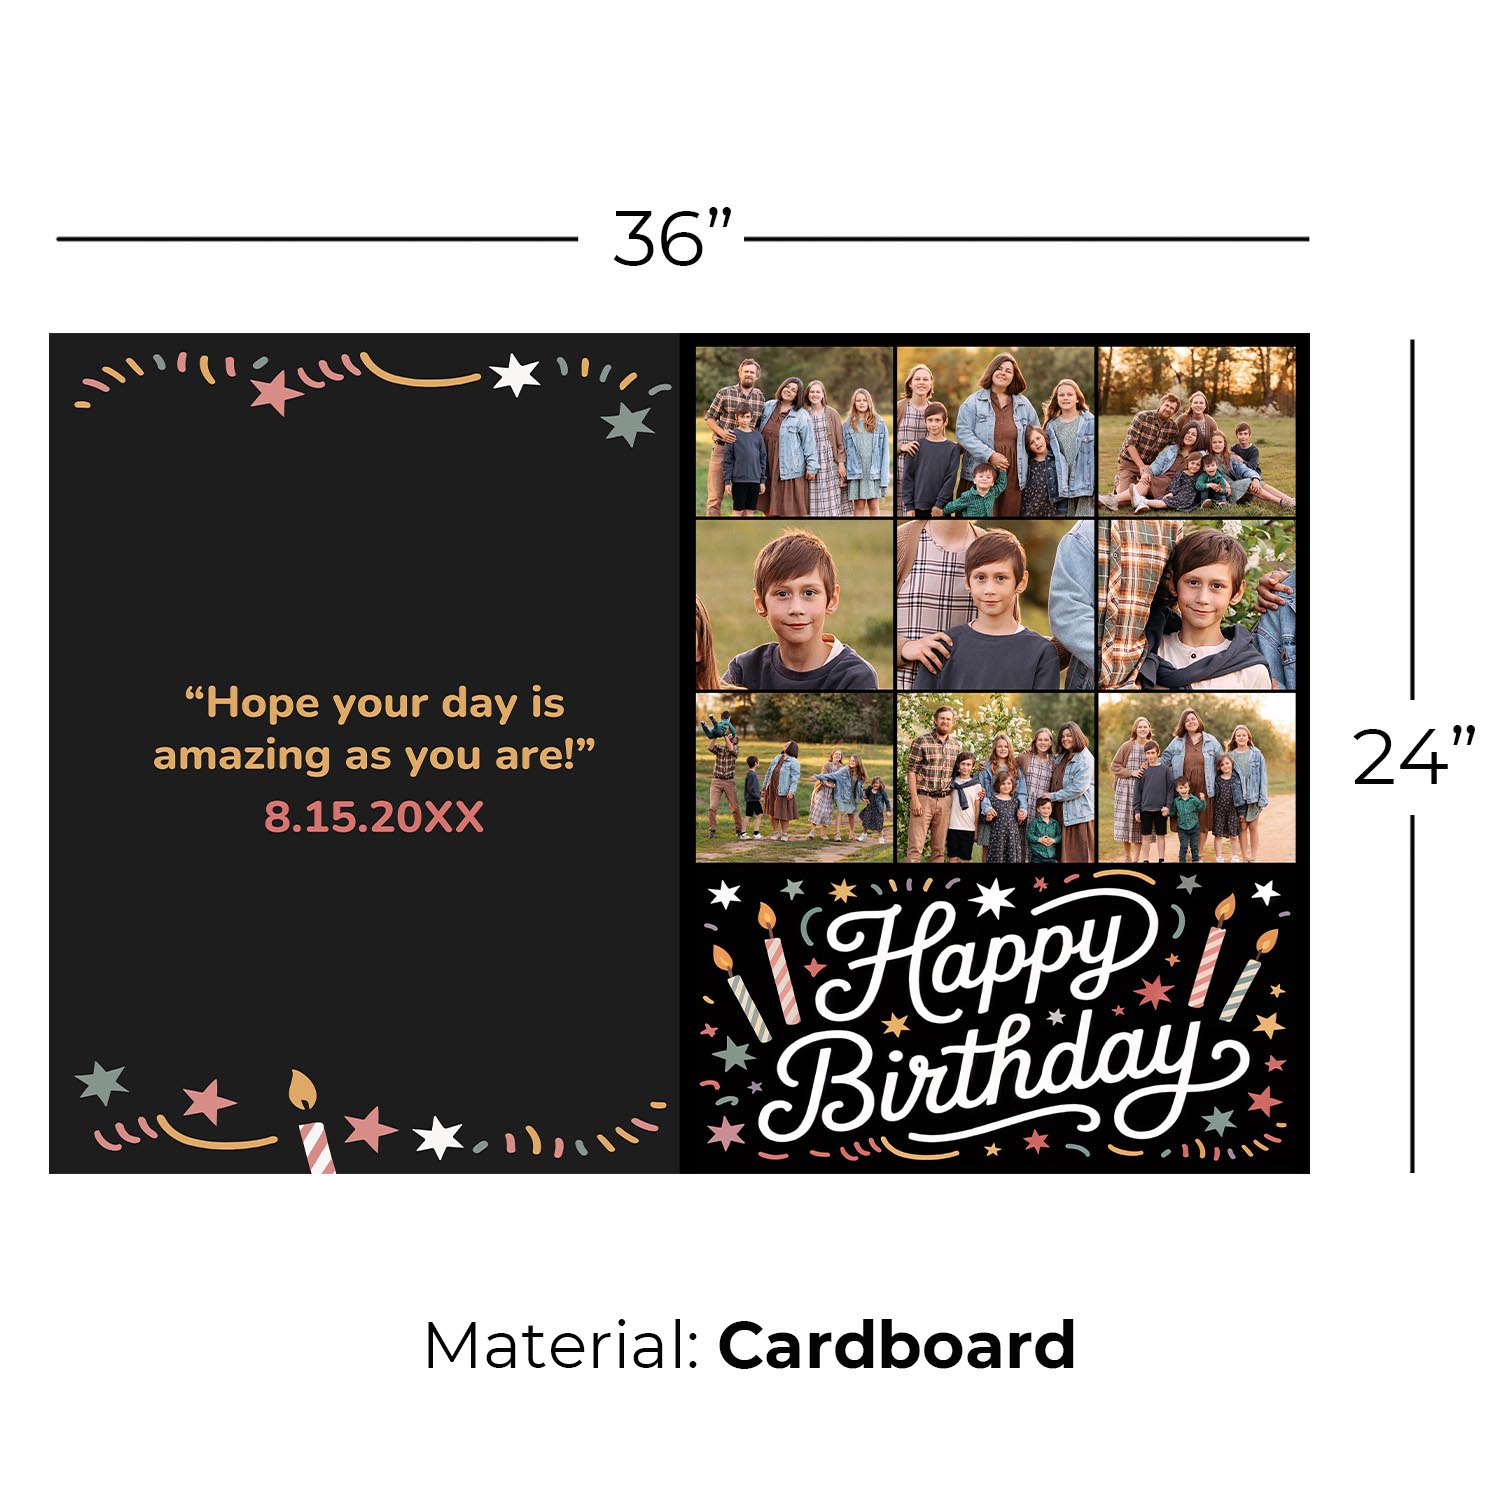 36”
“Hope your day is
amazing as you are!”
8.15.20XX
Happy
Birthday
24”
Material: Cardboard